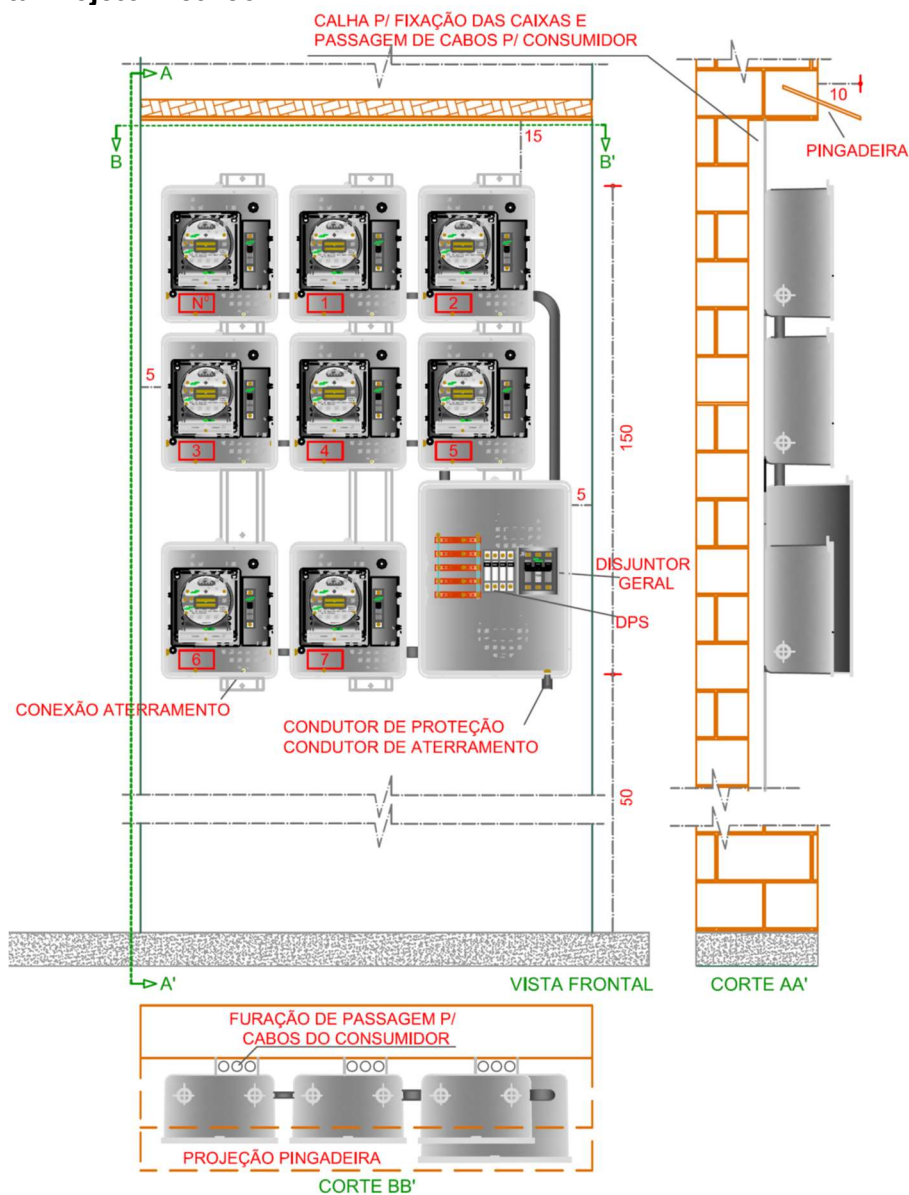 CALHA P/ FIXAÇÃO DAS CAIXAS E
PASSAGEM DE CABOS P/ CONSUMIDOR
A
10
PINGADEIRA
B
B'
15
Nº
1
2
5
3
4
5
150
5
DISJUNTOR
GERAL
DPS
6
7
CONEXÃO ATERRAMENTO
CONDUTOR DE PROTEÇÃO
CONDUTOR DE ATERRAMENTO
50
A'
VISTA FRONTAL
CORTE AA'
FURAÇÃO DE PASSAGEM P/
CABOS DO CONSUMIDOR
PROJEÇÃO PINGADEIRA
CORTE BB'